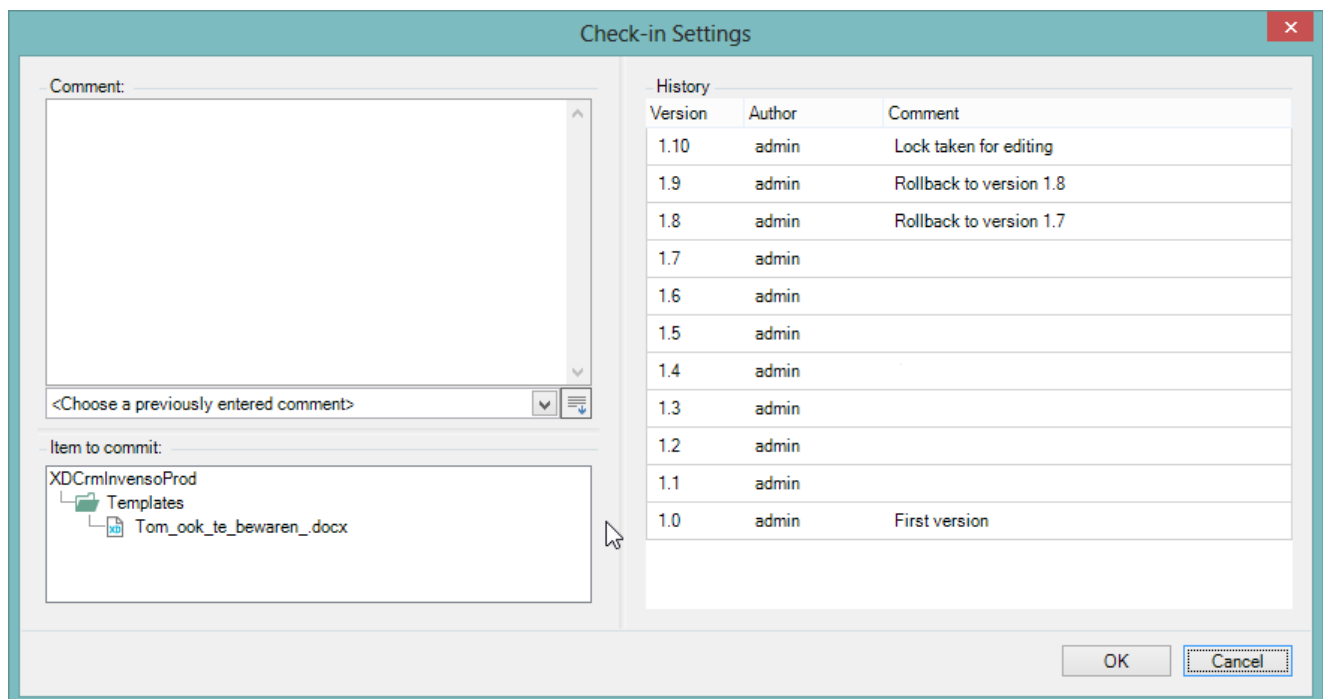 Check-in Settings
Comment:
<Choose a previously entered comment>
Item to commit:
XDCrmInvensoProd
Templates
XD Tom_ook_te_bewaren_.docx
History
Version Author Comment
1.10 admin Lock taken for editing
1.9 admin Rollback to version 1.8
1.8 admin Rollback to version 1.7
1.7 admin
1.6 admin
1.5 admin
1.4 admin
1.3 admin
1.2 admin
1.1 admin
1.0 admin First version
OK Cancel